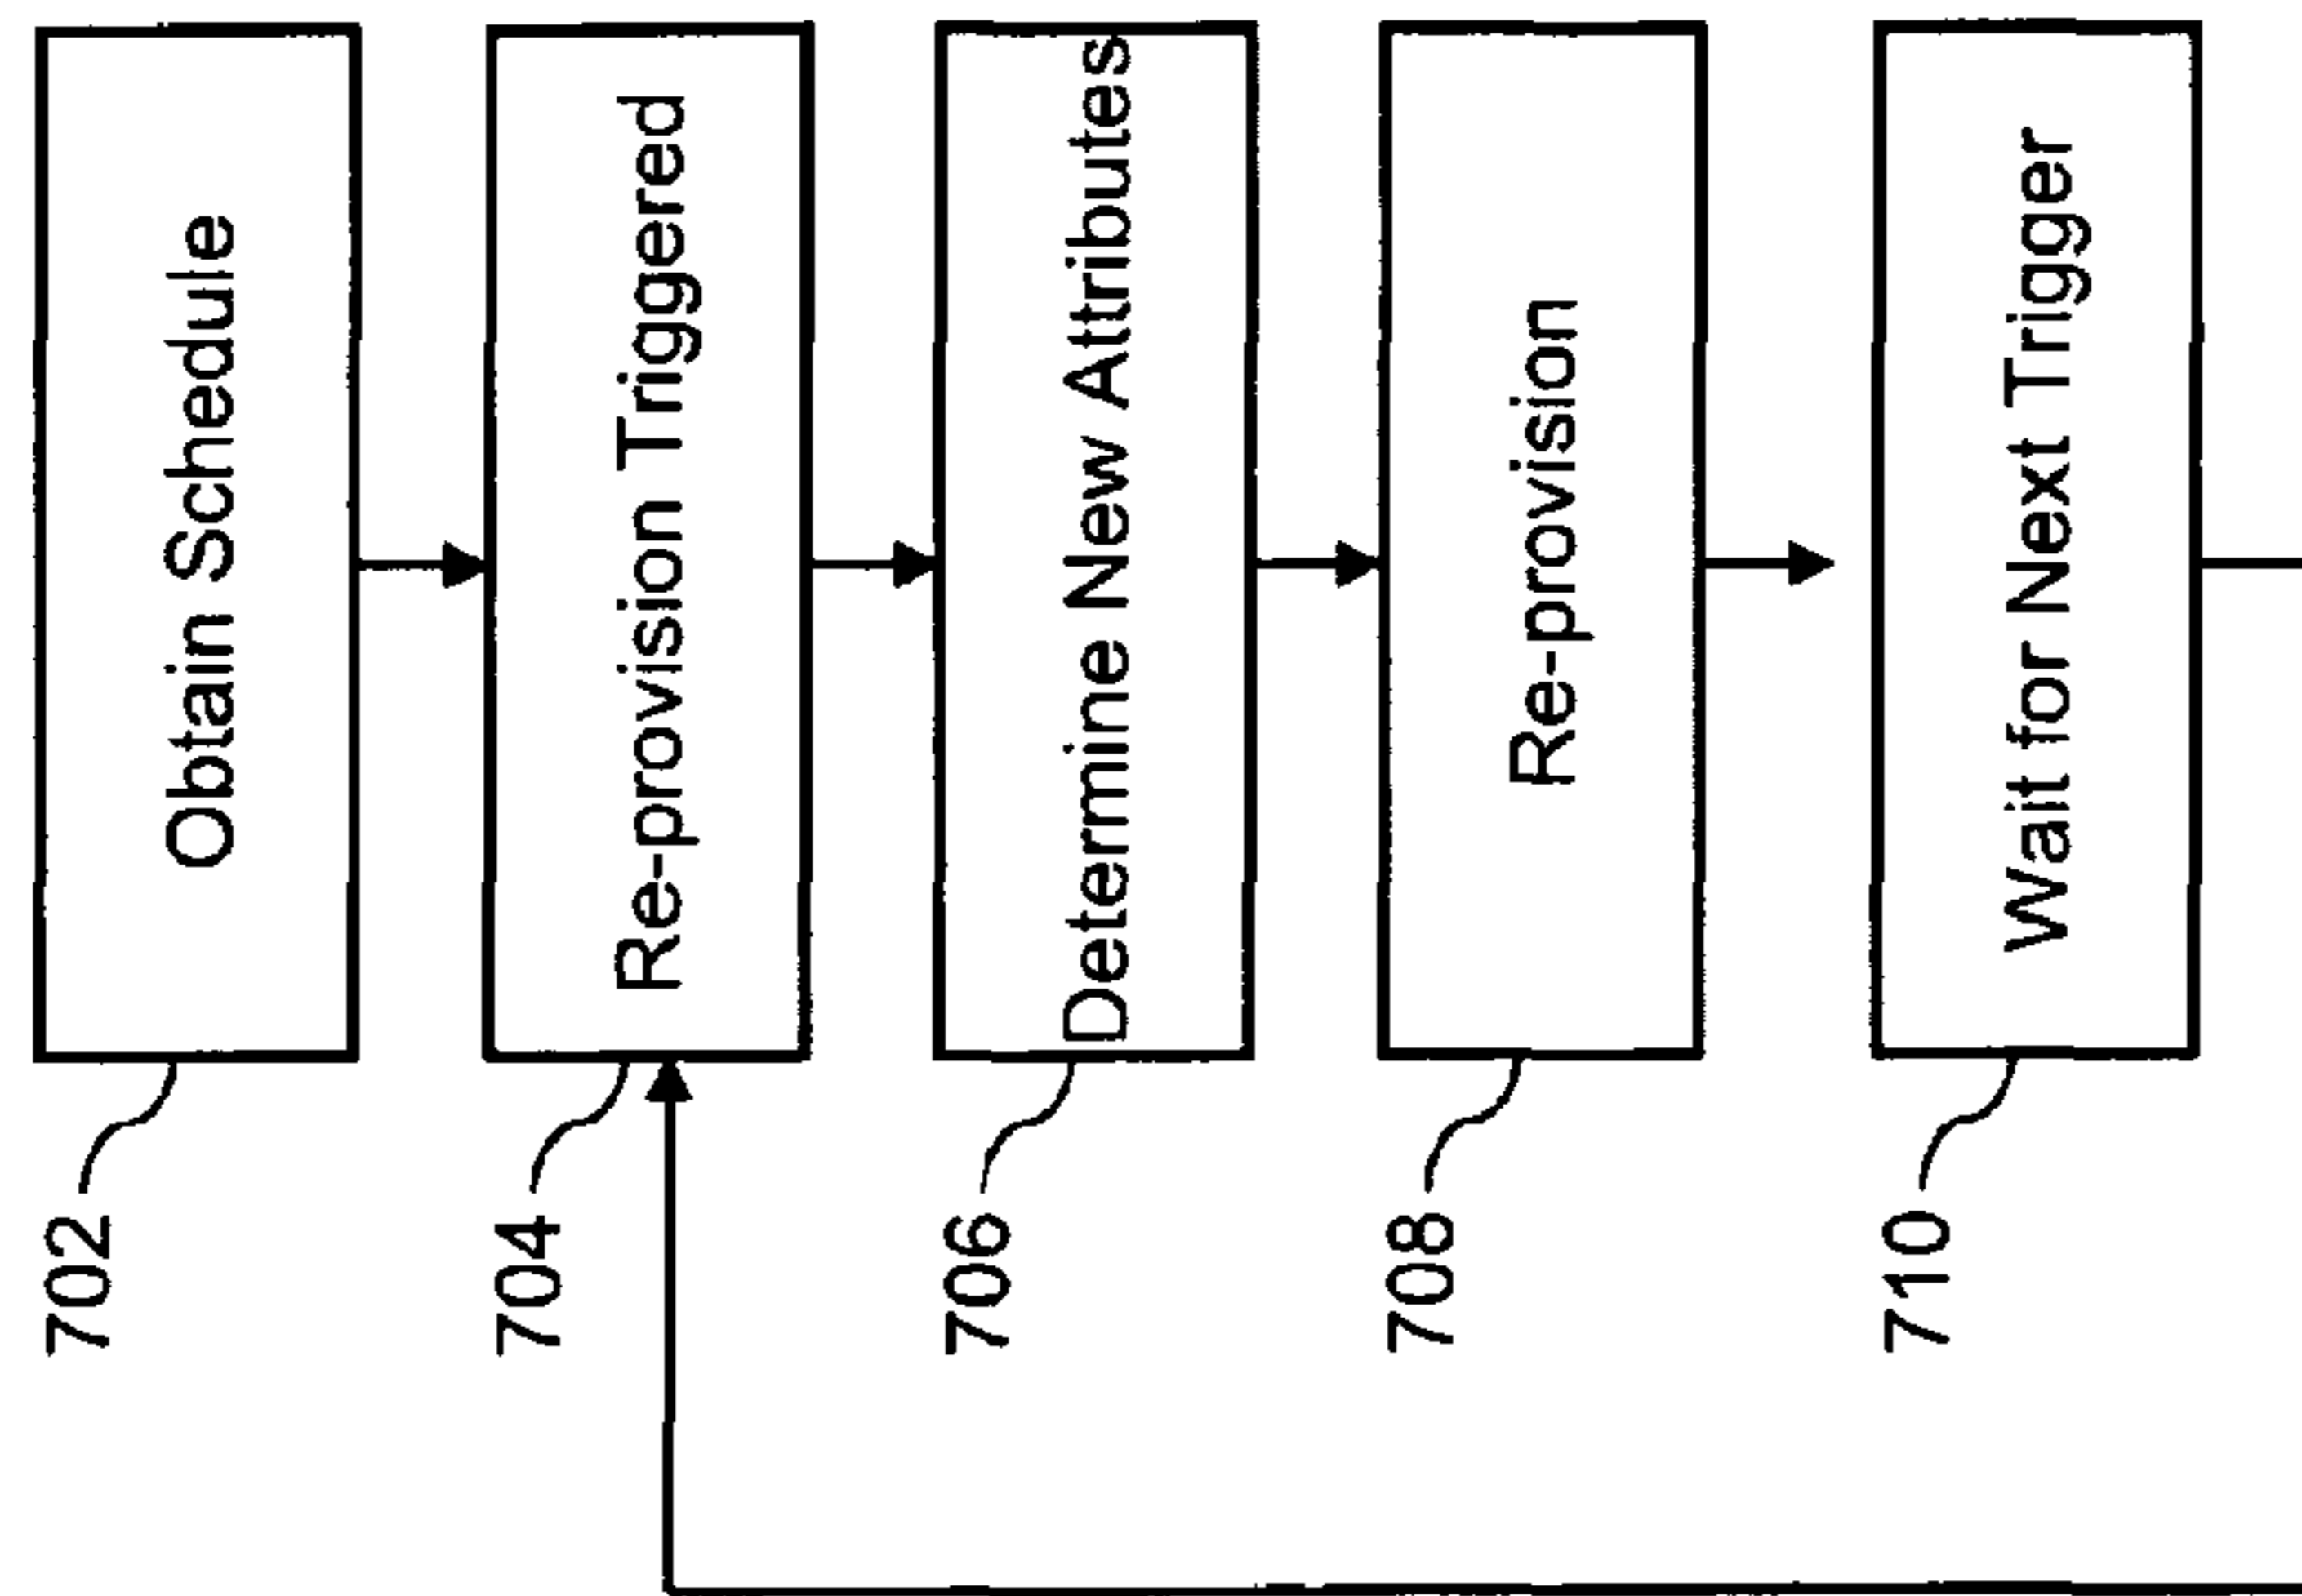 702
Obtain Schedule
704
Re-provision Triggered
706
Determine New Attributes
708
Re-provision
710
Wait for Next Trigger